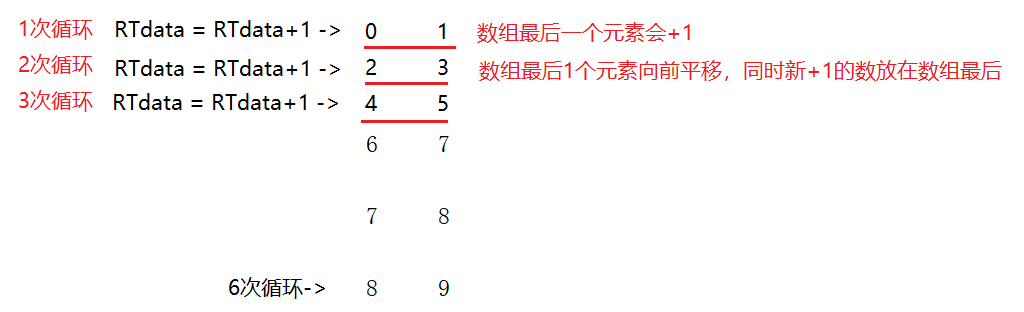 1次循环 RTdata = RTdata+1 -> 0 1 数组最后一个元素会+1
2次循环 RTdata = RTdata+1 -> 2 3 数组最后1个元素向前平移，同时新+1的数放在数组最后
3次循环 RTdata = RTdata+1 -> 4 5
6 7
7 8
6次循环-> 8 9